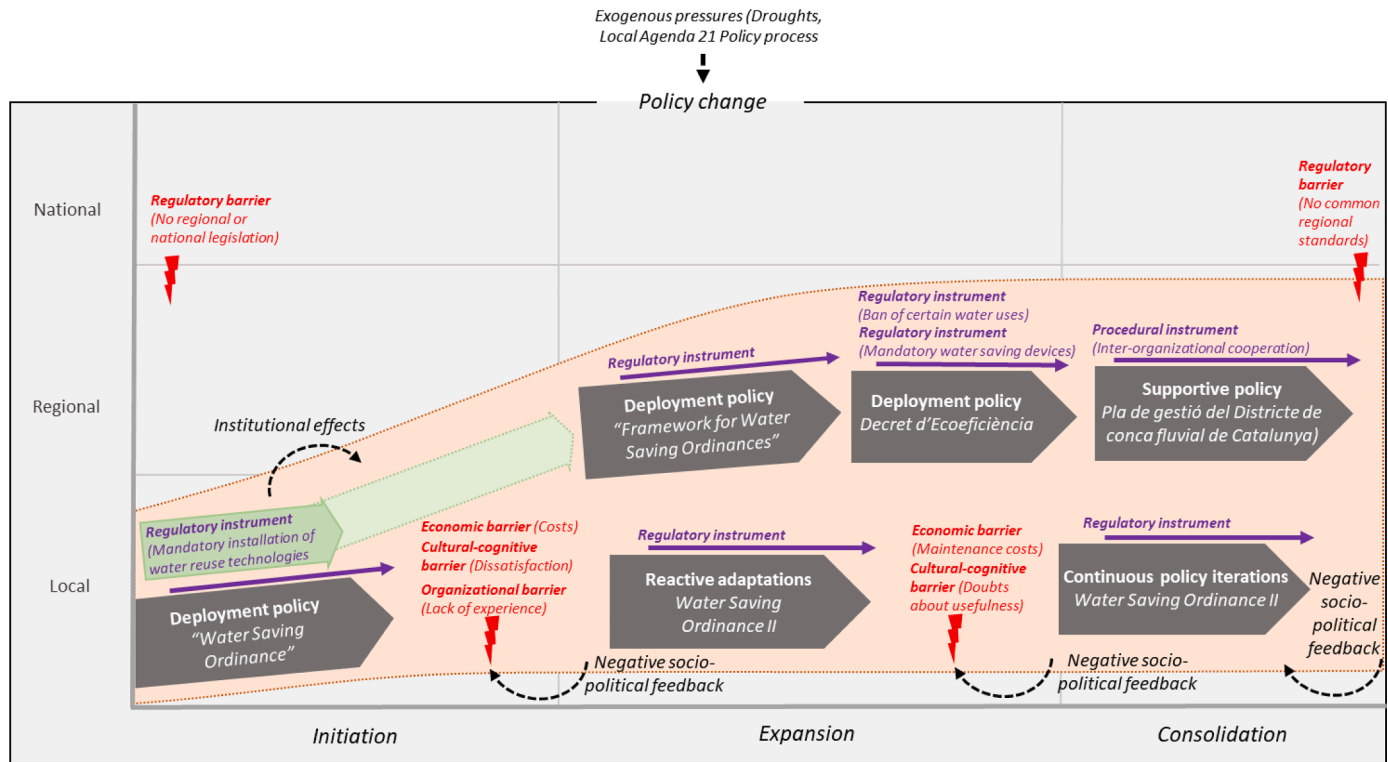 Exogenous pressures (Droughts,
Local Agenda 21 Policy process
Policy change
National
Regulatory barrier
(No regional or
national legislation)
Regulatory
barrier
(No common
regional
standards)
Regional
Institutional effects
Regulatory instrument
Deployment policy
“Framework for Water
Saving Ordinances”
Regulatory instrument
(Ban of certain water uses)
Regulatory instrument
(Mandatory water saving devices)
Deployment policy
Decret d’Ecoeficiència
Procedural instrument
(Inter-organizational cooperation)
Supportive policy
Pla de gestió del Districte de
conca fluvial de Catalunya)
Local
Regulatory instrument
(Mandatory installation of
water reuse technologies
Deployment policy
“Water Saving
Ordinance”
Economic barrier (Costs)
Cultural-cognitive
barrier (Dissatisfaction)
Organizational barrier
(Lack of experience)
Negative socio-
political feedback
Regulatory instrument
Reactive adaptations
Water Saving
Ordinance II
Economic barrier
(Maintenance costs)
Cultural-cognitive
barrier (Doubts
about usefulness)
Negative socio-
political feedback
Regulatory instrument
Continuous policy iterations
Water Saving Ordinance II
Negative
socio-
political
feedback
Initiation
Expansion
Consolidation